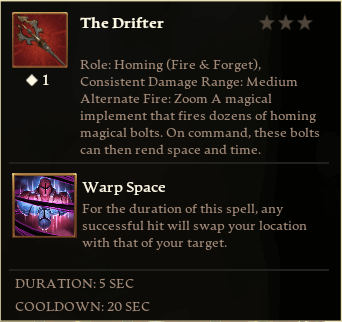 The Drifter
1
Role: Homing (Fire & Forget),
Consistent Damage Range: Medium
Alternate Fire: Zoom A magical
implement that fires dozens of homing
magical bolts. On command, these bolts
can then rend space and time.
Warp Space
For the duration of this spell, any
successful hit will swap your location
with that of your target.
DURATION: 5 SEC
COOLDOWN: 20 SEC